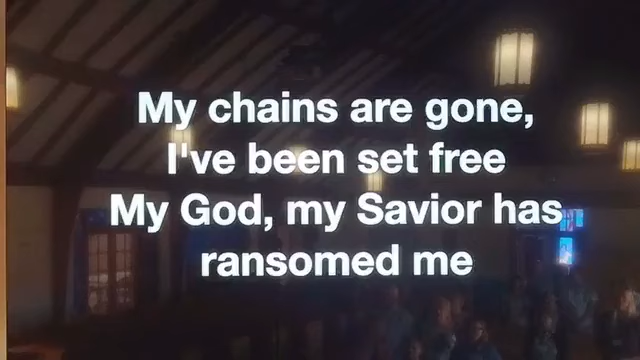 My chains are gone,
I've been set free
My God, my Savior has
ransomed me